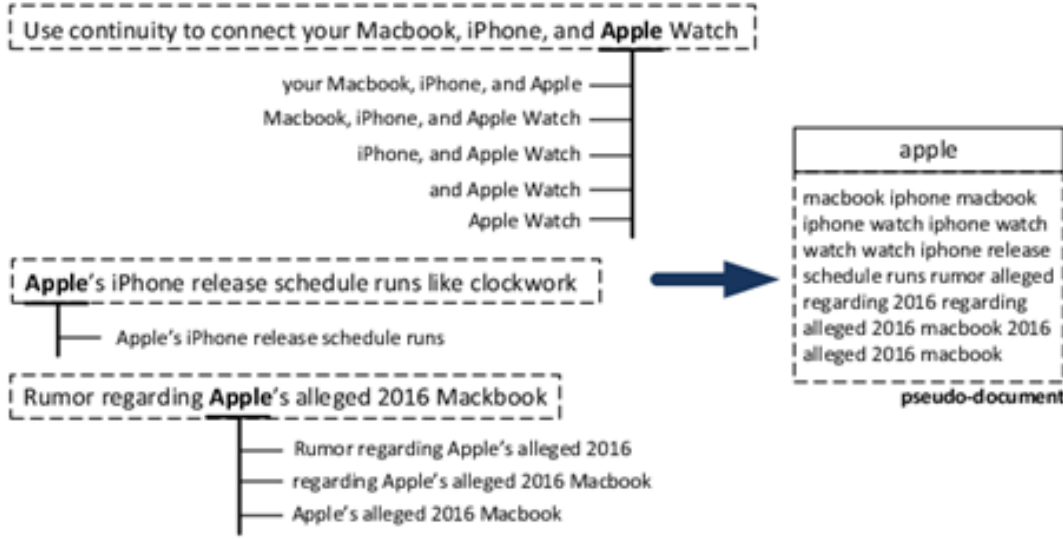 Use continuity to connect your Macbook, iPhone, and Apple Watch
your Macbook, iPhone, and Apple
Macbook, iPhone, and Apple Watch
iPhone, and Apple Watch
and Apple Watch
Apple Watch
Apple's iPhone release schedule runs like clockwork
Apple's iPhone release schedule runs
Rumor regarding Apple's alleged 2016 Mackbook
Rumor regarding Apple's alleged 2016
regarding Apple's alleged 2016 Macbook
Apple's alleged 2016 Macbook
apple
macbook iphone macbook
iphone watch iphone watch
watch watch iphone release
schedule runs rumor alleged
regarding 2016 regarding
alleged 2016 macbook 2016
alleged 2016 macbook
pseudo-document